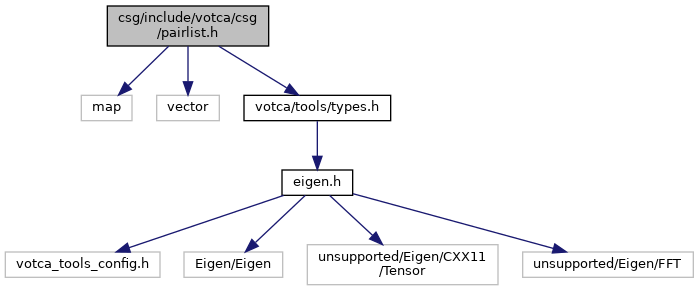 csg/include/votca/csg
/pairlist.h
map
vector
votca/tools/types.h
eigen.h
votca_tools_config.h
Eigen/Eigen
unsupported/Eigen/CXX11
/Tensor
unsupported/Eigen/FFT